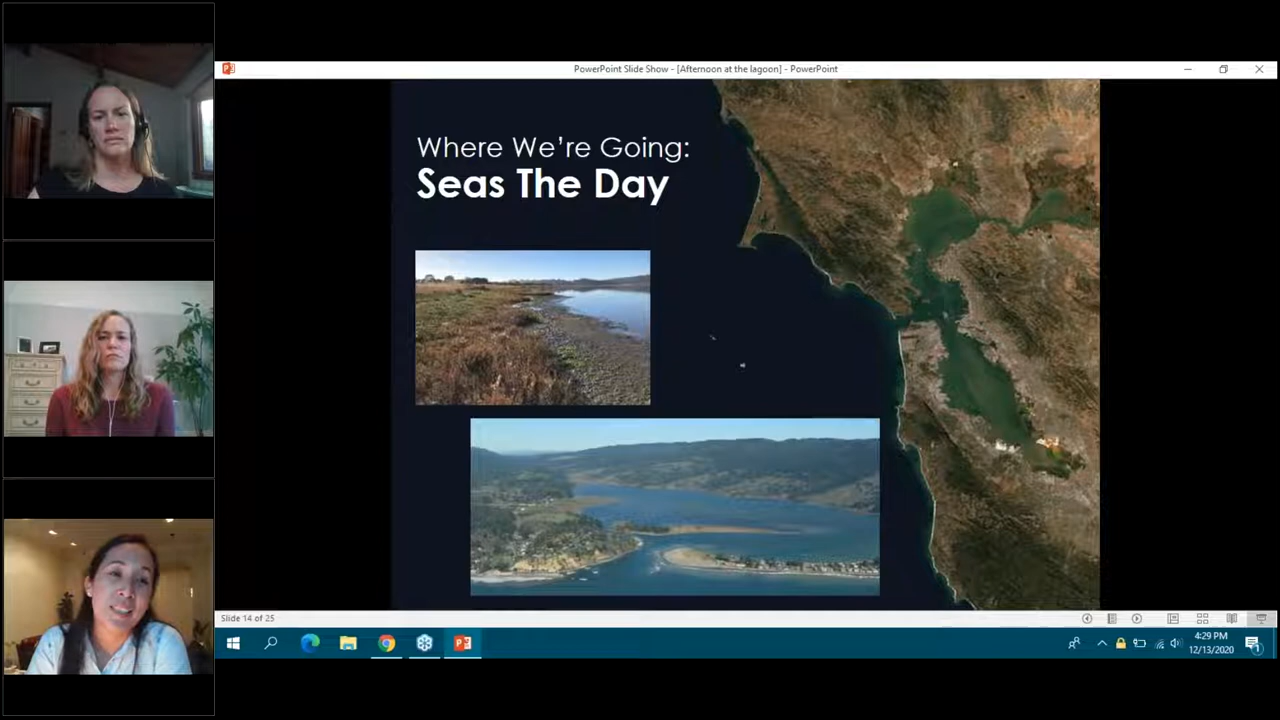 PowerPoint Slide Show - [Afternoon at the lagoon] - PowerPoint
Where We're Going:
Seas The Day
Slide 14 of 25
4:29 PM
12/13/2020